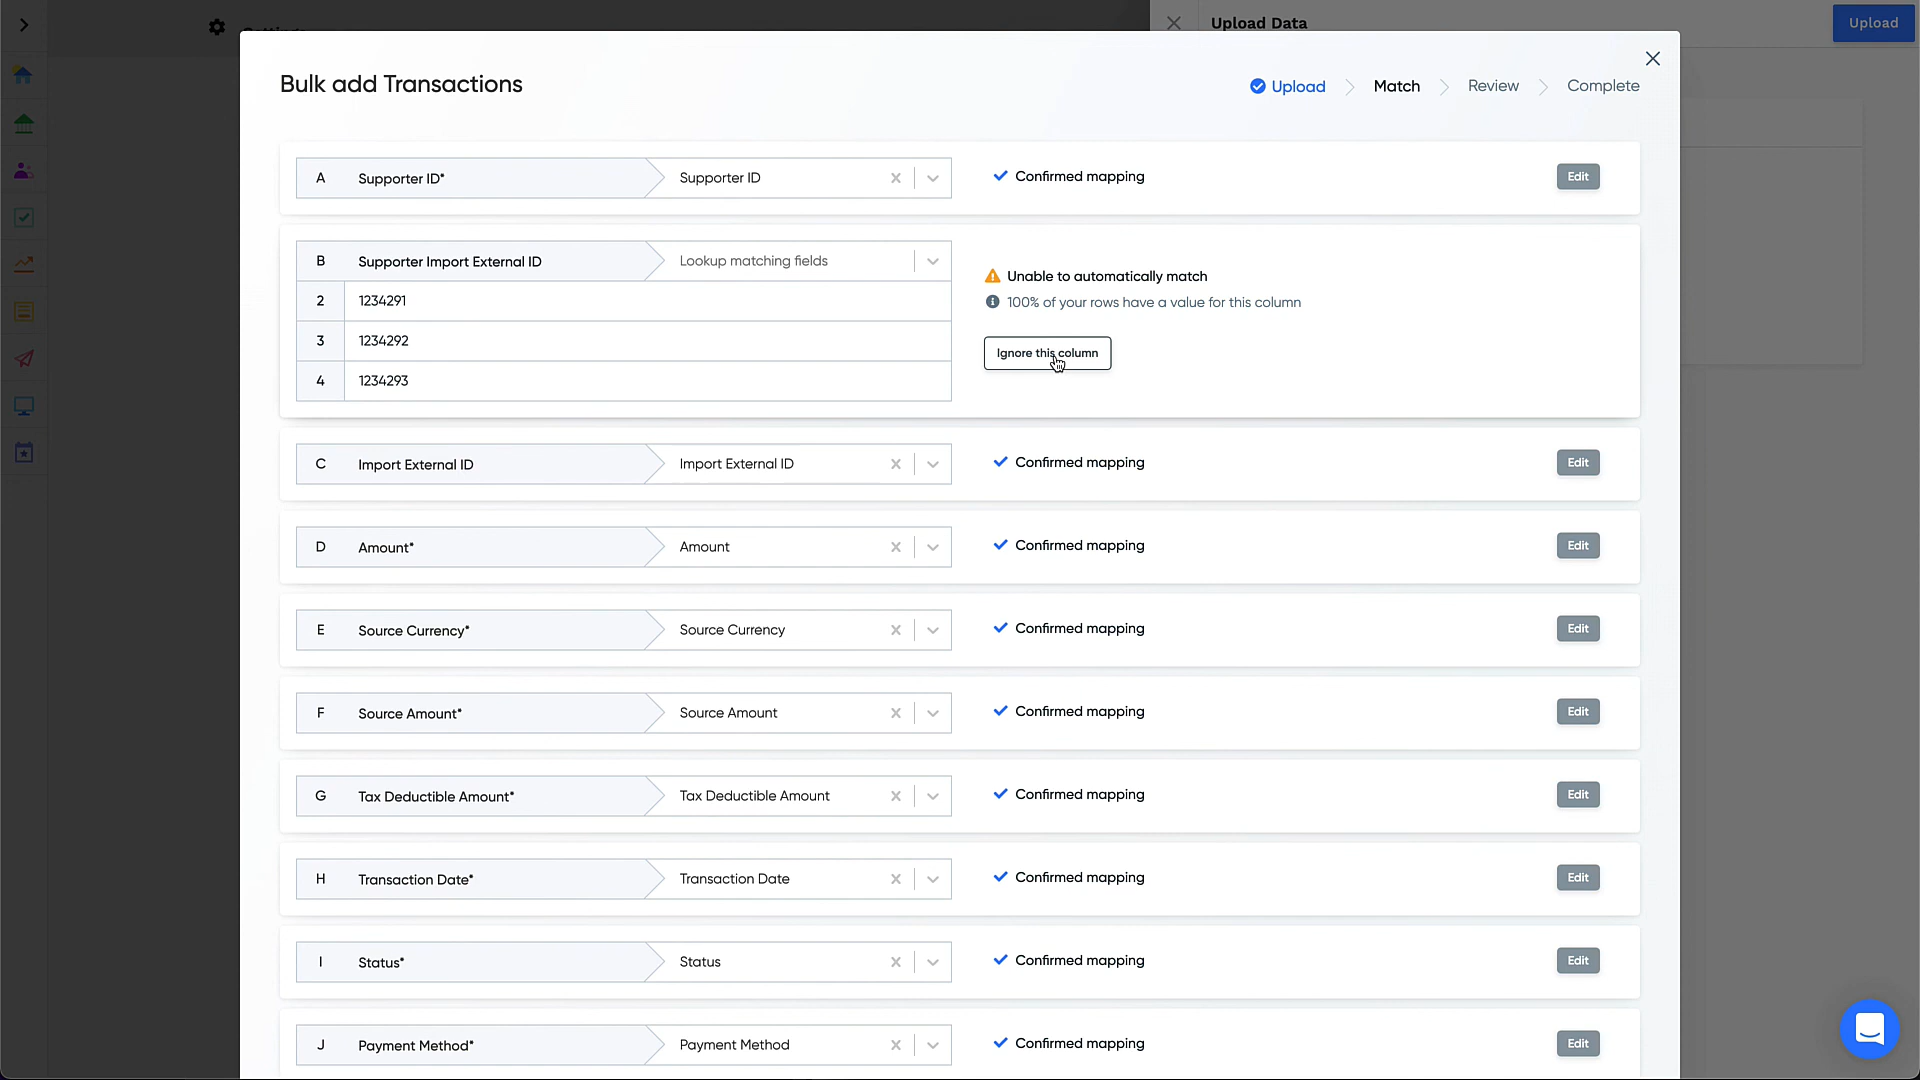 Upload Data
Upload
Bulk add Transactions
Upload
Match
Review
Complete
A Supporter ID* Supporter ID Confirmed mapping Edit
B Supporter Import External ID Lookup matching fields
Unable to automatically match
100% of your rows have a value for this column
Ignore this column
2 1234291
3 1234292
4 1234293
C Import External ID Import External ID Confirmed mapping Edit
D Amount* Amount Confirmed mapping Edit
E Source Currency* Source Currency Confirmed mapping Edit
F Source Amount* Source Amount Confirmed mapping Edit
G Tax Deductible Amount* Tax Deductible Amount Confirmed mapping Edit
H Transaction Date* Transaction Date Confirmed mapping Edit
I Status* Status Confirmed mapping Edit
J Payment Method* Payment Method Confirmed mapping Edit